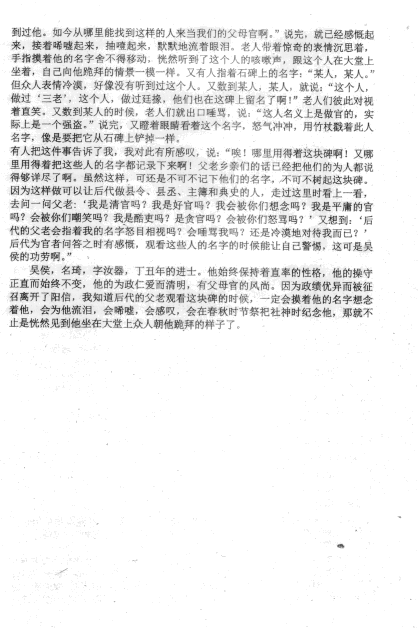 到过他。如今从哪里能找到这样的人来当我们的父母官啊。”说完，就已经感慨起
来，接着唏嘘起来，抽噎起来，默默地流着眼泪。老人带着惊奇的表情沉思着，
手指摸着他的名字舍不得移动，恍然听到了这个人的咳嗽声，跟这个人在大堂上
坐着，自己向他跪拜的情景一模一样。又有人指着石碑上的名字：“某人，某人。”
但众人表情冷漠，好像没有听到过这个人。又数到某人，某人，就说：“这个人，
做过‘三老’，这个人，做过廷掾，他们也在这碑上留名了啊！”老人们彼此对视
着直笑，又数到某人的时候，老人们就出口唾骂，说：“这人名义上是做官的，实
际上是一个强盗。”说完，又瞪着眼睛看着这个名字，怒气冲冲，用竹杖戳着此人
名字，像是要把它从石碑上铲掉一样。
有人把这件事告诉了我，我对此有所感叹，说：“唉！哪里用得着这块碑啊！又哪
里用得着把这些人的名字都记录下来啊！父老乡亲们的话已经把他们的为人都说
得够详尽了啊。虽然这样，可还是不可不记下他们的名字，不可不树起这块碑。
因为这样做可以让后代做县令、县丞、主簿和典史的人，走过这里时看上一看，
去问一问父老：‘我是清官吗？我是好官吗？我会被你们想念吗？我是平庸的官
吗？会被你们嘲笑吗？我是酷吏吗？是贪官吗？会被你们怒骂吗？’又想到：‘后
代的父老会指着我的名字怒目相视吗？会唾骂我吗？还是冷漠地对待我而已？’
后代为官者问答之时有感慨，观看这些人的名字的时候能让自己警惕，这可是吴
侯的功劳啊。”
吴侯，名琦，字汝器，丁丑年的进士。他始终保持着直率的性格，他的操守
正直而始终不变，他的为政仁爱而清明，有父母官的风尚。因为政绩优异而被征
召离开了阳信，我知道后代的父老观看这块碑的时候，一定会摸着他的名字想念
着他，会为他流泪，会唏嘘，会感叹，会在春秋时节祭把社神时纪念他，那就不
止是恍然见到他坐在大堂上众人朝他跪拜的样子了。